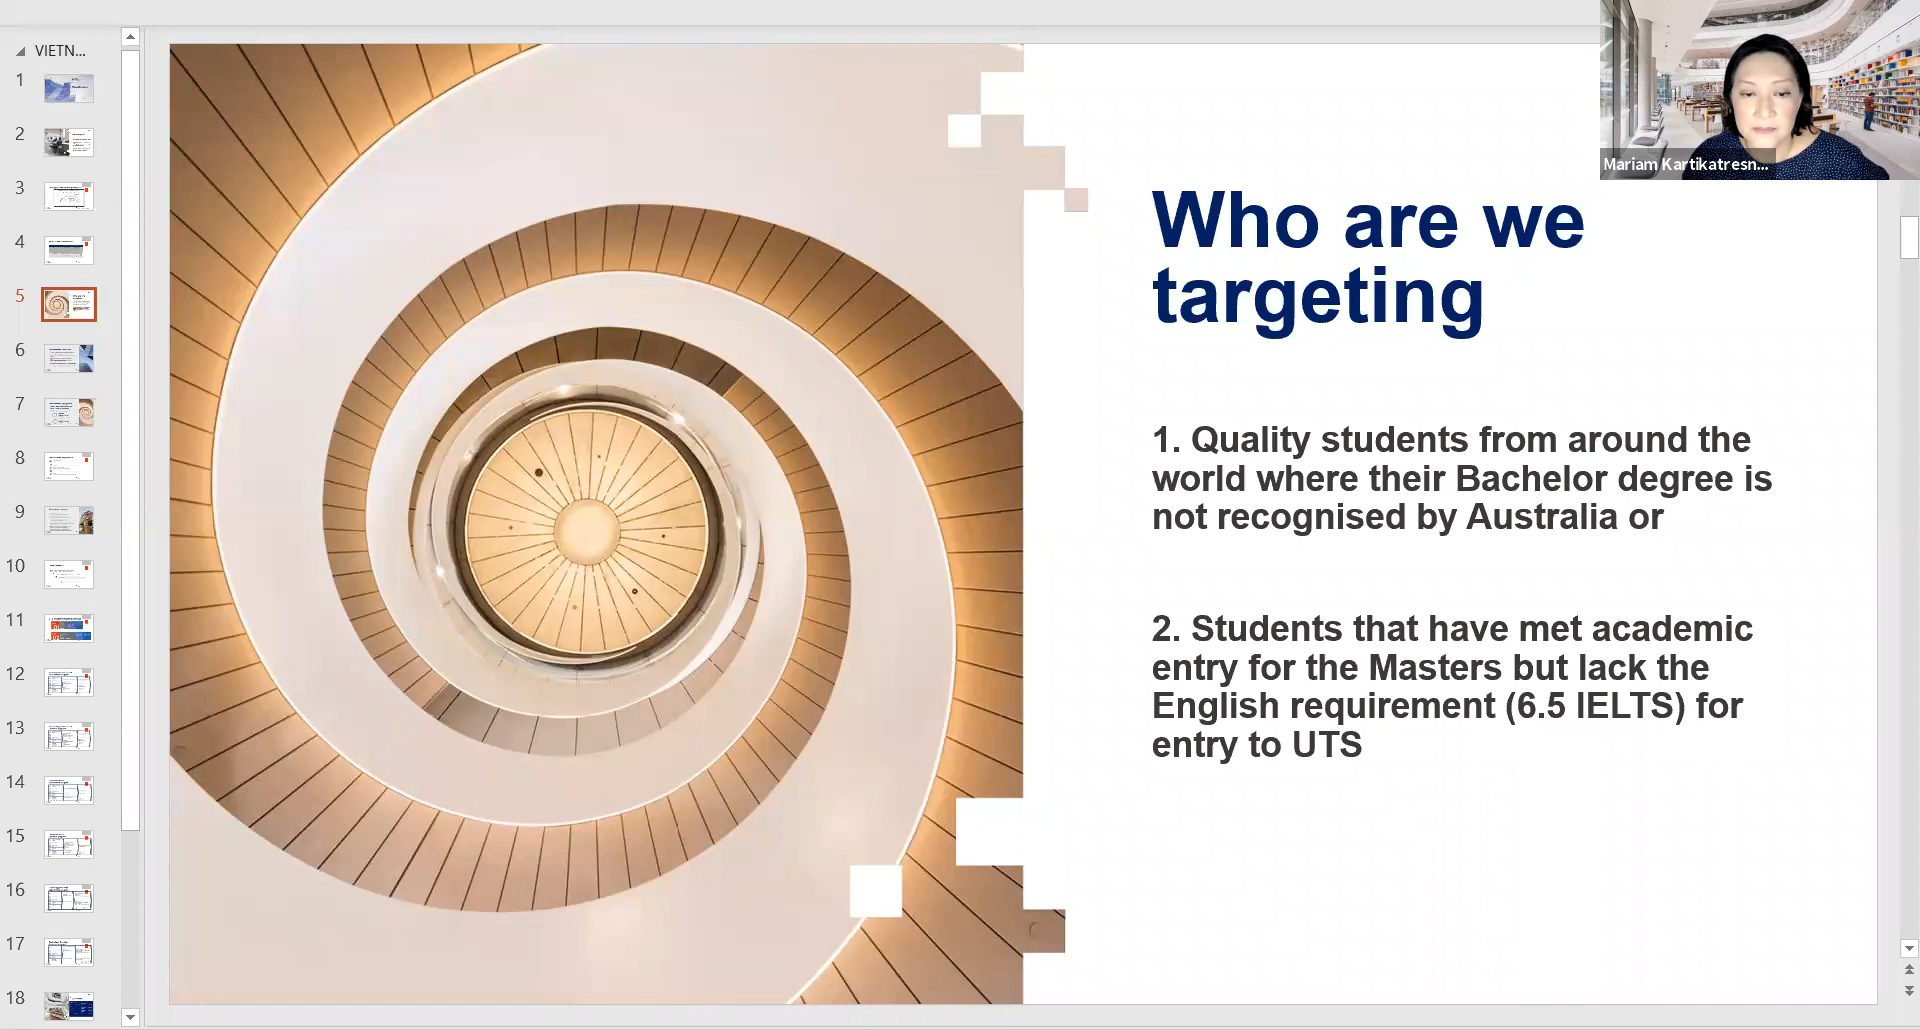 VIETN...
1
2
3
4
5
6
7
8
9
10
11
12
13
14
15
16
17
18
Who are we
targeting
1. Quality students from around the
world where their Bachelor degree is
not recognised by Australia or
2. Students that have met academic
entry for the Masters but lack the
English requirement (6.5 IELTS) for
entry to UTS
Mariam Kartikatresn...